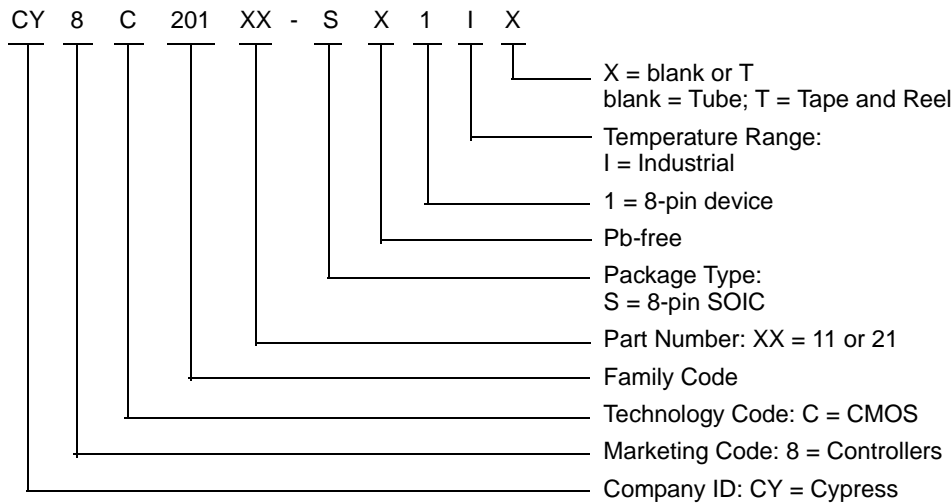 CY 8 C 201 XX - S X 1 I X
X = blank or T
blank = Tube; T = Tape and Reel
Temperature Range:
I = Industrial
1 = 8-pin device
Pb-free
Package Type:
S = 8-pin SOIC
Part Number: XX = 11 or 21
Family Code
Technology Code: C = CMOS
Marketing Code: 8 = Controllers
Company ID: CY = Cypress